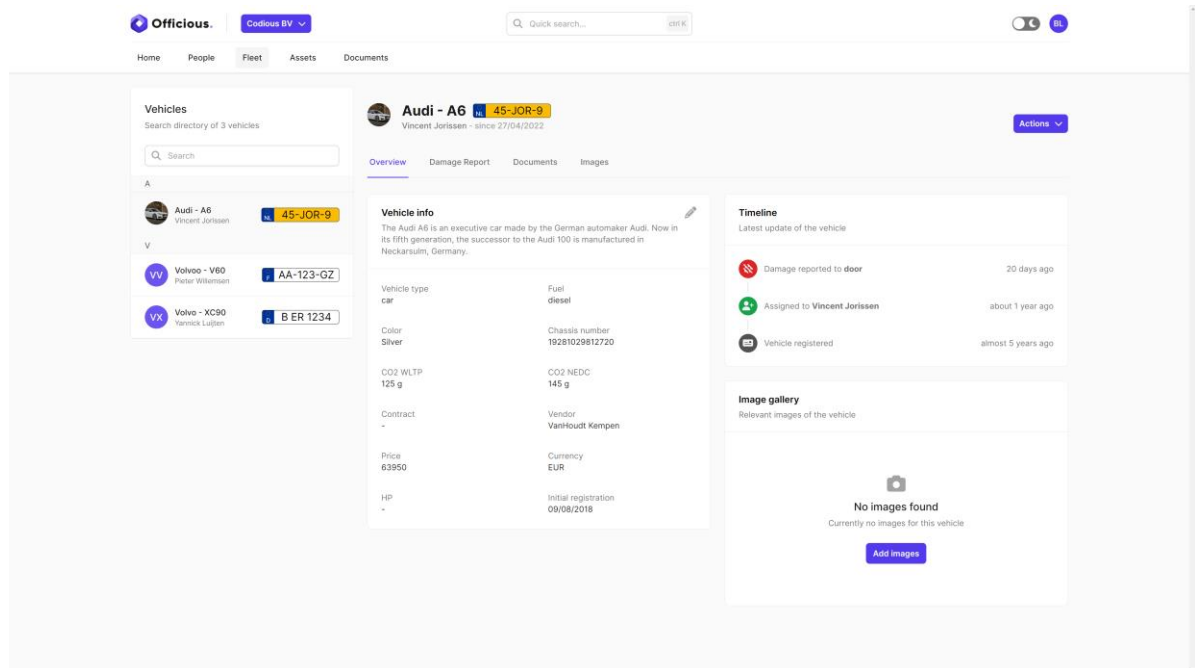 Officious.
Codious BV
Quick search...
ctrl K
BL
Home
People
Fleet
Assets
Documents
Vehicles
Search directory of 3 vehicles
Search
A
Audi - A6
Vincent Jorissen
NL 45-JOR-9
V
VV
Volvoo - V60
Pieter Willemsen
F AA-123-GZ
VX
Volvo - XC90
Yannick Luijten
D B ER 1234
Audi - A6 NL 45-JOR-9
Vincent Jorissen - since 27/04/2022
Actions
Overview
Damage Report
Documents
Images
Vehicle info
The Audi A6 is an executive car made by the German automaker Audi. Now in
its fifth generation, the successor to the Audi 100 is manufactured in
Neckarsulm, Germany.
Vehicle type
car
Fuel
diesel
Color
Silver
Chassis number
19281029812720
CO2 WLTP
125 g
CO2 NEDC
145 g
Contract
-
Vendor
VanHoudt Kempen
Price
63950
Currency
EUR
HP
-
Initial registration
09/08/2018
Timeline
Latest update of the vehicle
Damage reported to door
20 days ago
Assigned to Vincent Jorissen
about 1 year ago
Vehicle registered
almost 5 years ago
Image gallery
Relevant images of the vehicle
No images found
Currently no images for this vehicle
Add images